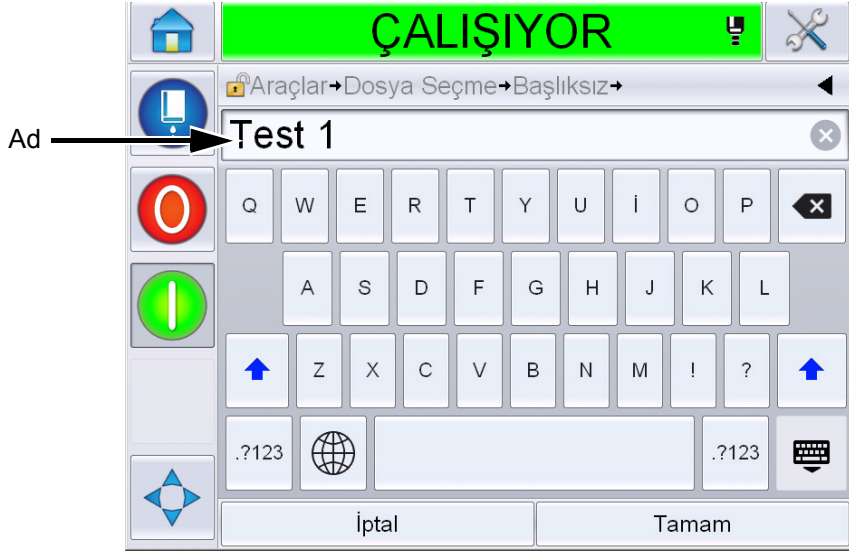 ÇALIŞIYOR
Araçlar→Dosya Seçme→Başlıksız→
Ad
Test 1
Q W E R T Y U İ O P
A S D F G H J K L
Z X C V B N M ! ?
.?123 .?123
İptal Tamam